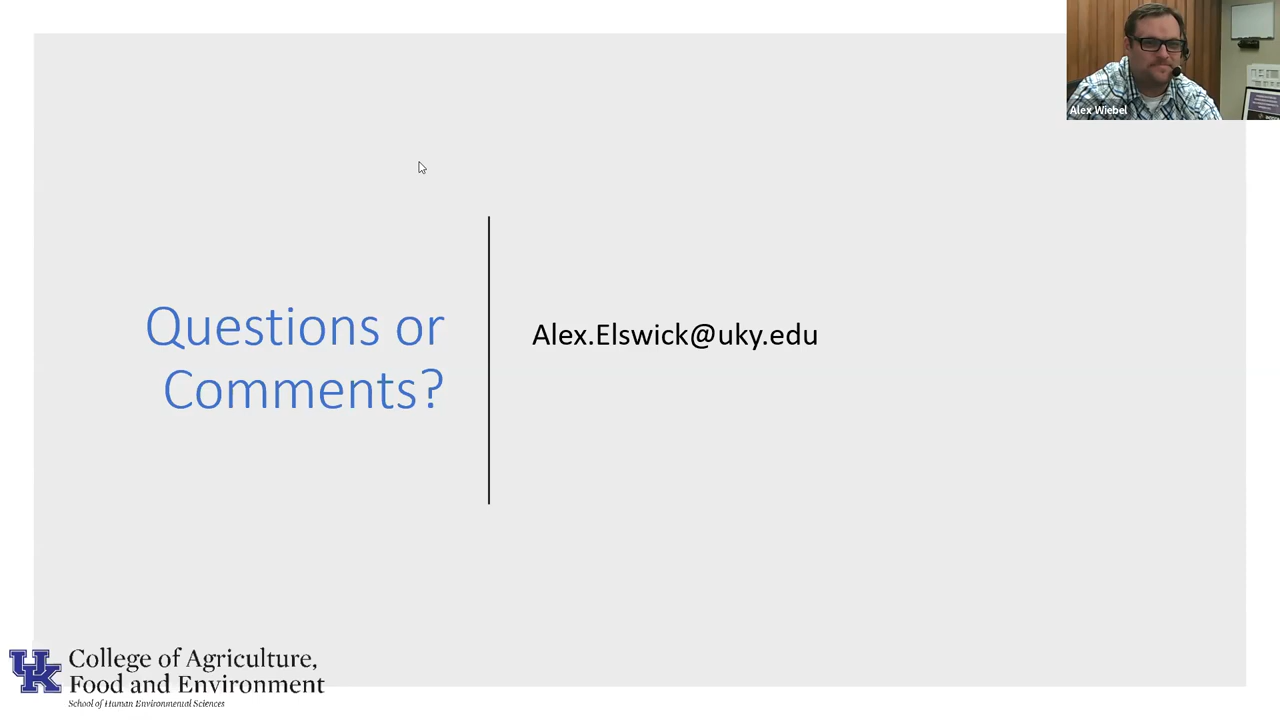 Alex Wiebel
Questions or
Comments?
Alex.Elswick@uky.edu
UK
College of Agriculture,
Food and Environment
School of Human Environmental Sciences